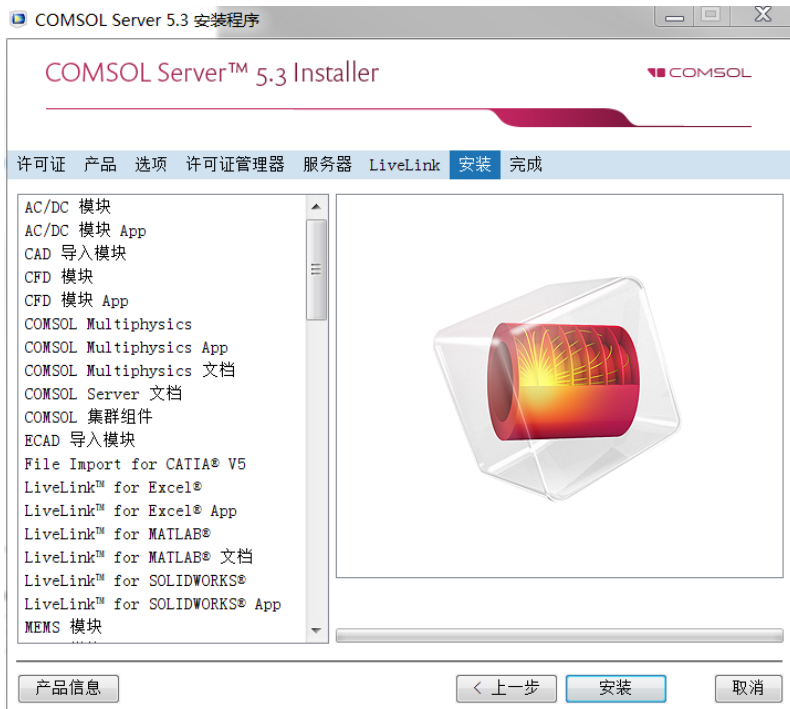 COMSOL Server 5.3 安装程序
COMSOL Server™ 5.3 Installer
COMSOL
许可证 产品 选项 许可证管理器 服务器 LiveLink 安装 完成
AC/DC 模块
AC/DC 模块 App
CAD 导入模块
CFD 模块
CFD 模块 App
COMSOL Multiphysics
COMSOL Multiphysics App
COMSOL Multiphysics 文档
COMSOL Server 文档
COMSOL 集群组件
ECAD 导入模块
File Import for CATIA® V5
LiveLink™ for Excel®
LiveLink™ for Excel® App
LiveLink™ for MATLAB®
LiveLink™ for MATLAB® 文档
LiveLink™ for SOLIDWORKS®
LiveLink™ for SOLIDWORKS® App
MEMS 模块
产品信息 < 上一步 安装 取消